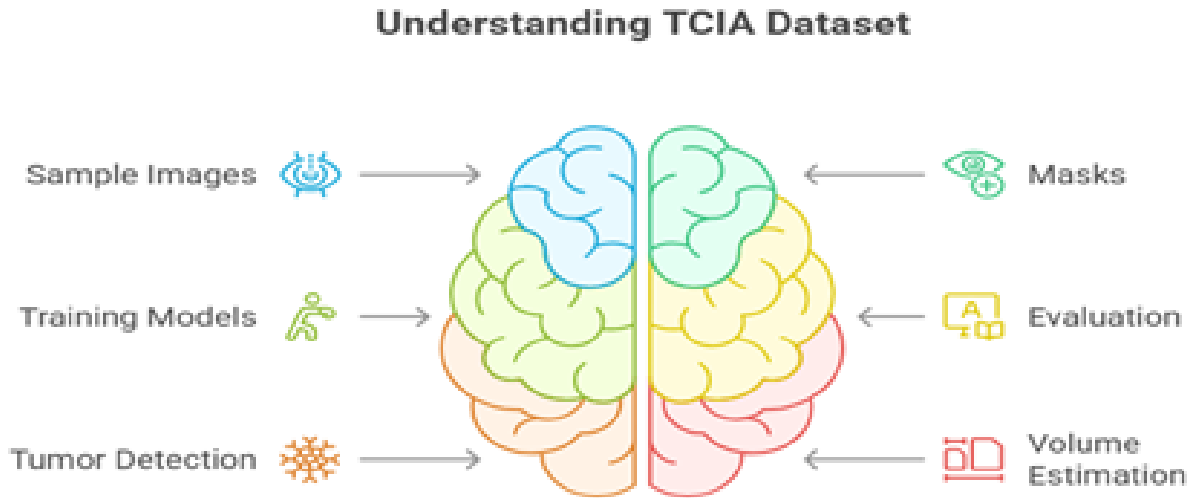 Understanding TCIA Dataset
Sample Images
Masks
Training Models
A
Evaluation
Tumor Detection
Volume
Estimation